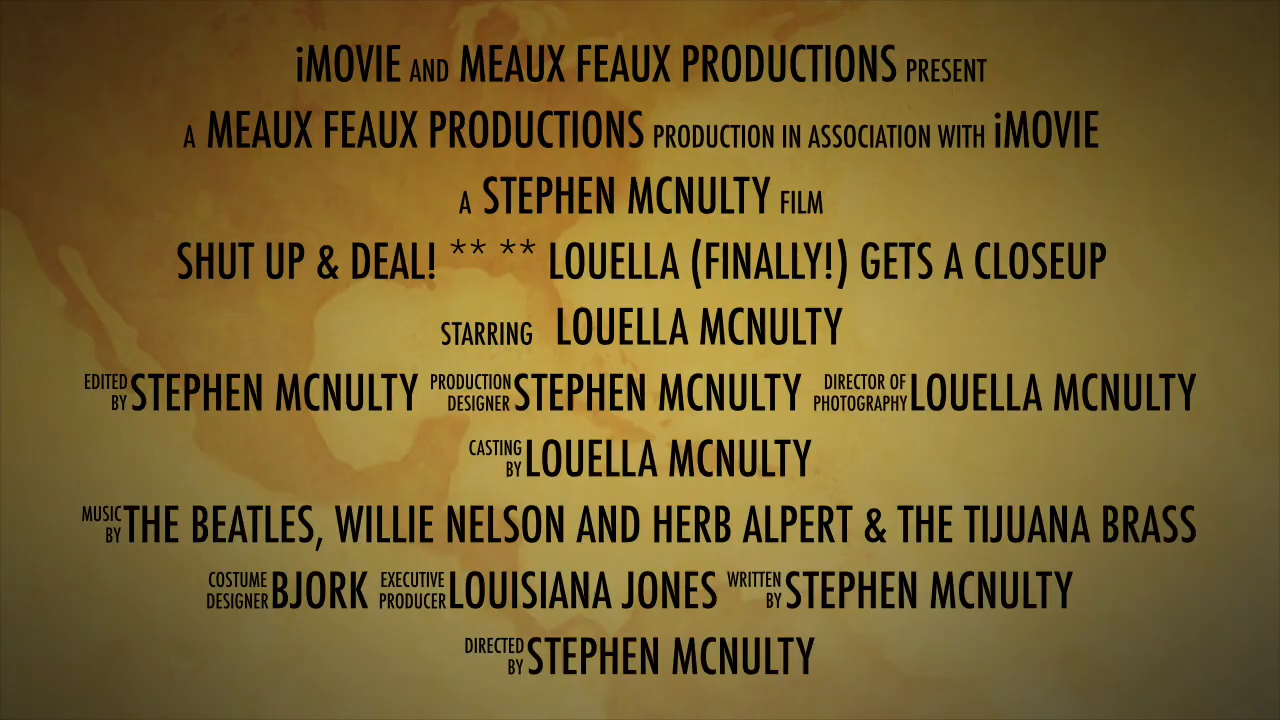 iMOVIE AND MEAUX FEAUX PRODUCTIONS PRESENT
A MEAUX FEAUX PRODUCTIONS PRODUCTION IN ASSOCIATION WITH iMOVIE
A STEPHEN MCNULTY FILM
SHUT UP & DEAL! ** ** LOUELLA (FINALLY!) GETS A CLOSEUP
STARRING LOUELLA MCNULTY
EDITED BY STEPHEN MCNULTY PRODUCTION DESIGNER STEPHEN MCNULTY DIRECTOR OF PHOTOGRAPHY LOUELLA MCNULTY
CASTING BY LOUELLA MCNULTY
MUSIC BY THE BEATLES, WILLIE NELSON AND HERB ALPERT & THE TIJUANA BRASS
COSTUME DESIGNER BJORK EXECUTIVE PRODUCER LOUISIANA JONES WRITTEN BY STEPHEN MCNULTY
DIRECTED BY STEPHEN MCNULTY